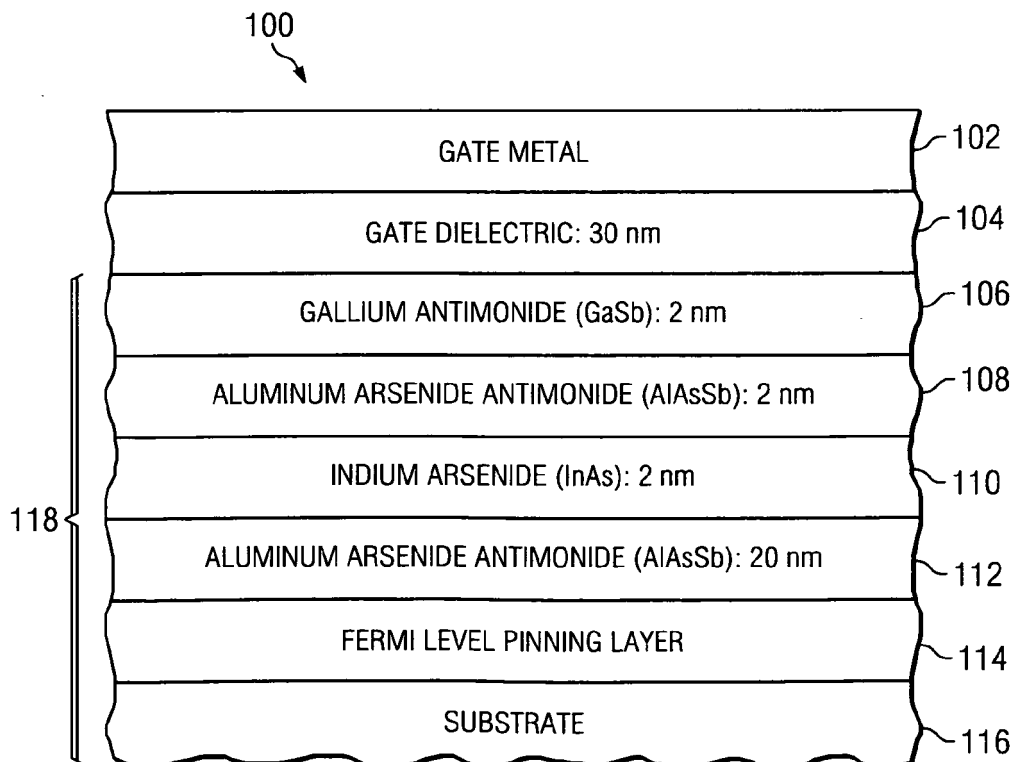 100
GATE METAL
102
GATE DIELECTRIC: 30 nm
104
GALLIUM ANTIMONIDE (GaSb): 2 nm
106
ALUMINUM ARSENIDE ANTIMONIDE (AlAsSb): 2 nm
108
INDIUM ARSENIDE (InAs): 2 nm
110
118
ALUMINUM ARSENIDE ANTIMONIDE (AlAsSb): 20 nm
112
FERMI LEVEL PINNING LAYER
114
SUBSTRATE
116